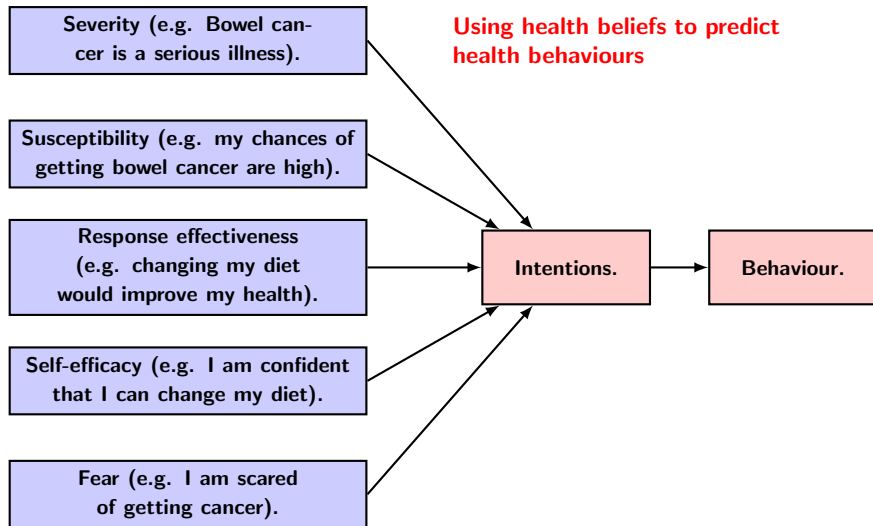 Severity (e.g. Bowel can-
cer is a serious illness).
Using health beliefs to predict
health behaviours
Susceptibility (e.g. my chances of
getting bowel cancer are high).
Response effectiveness
(e.g. changing my diet
would improve my health).
Intentions.
Behaviour.
Self-efficacy (e.g. I am confident
that I can change my diet).
Fear (e.g. I am scared
of getting cancer).